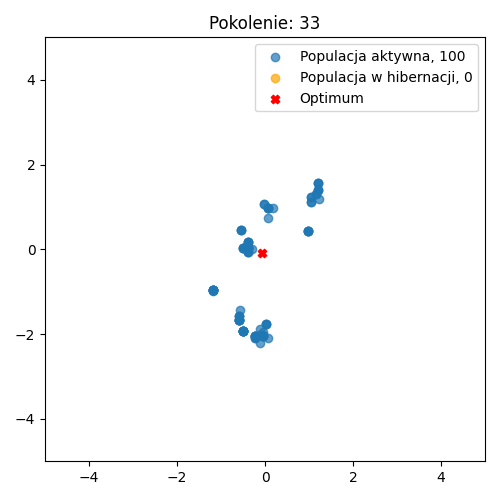 Pokolenie: 33
Populacja aktywna, 100
Populacja w hibernacji, 0
Optimum
4
2
0
−2
−4
−4
−2
0
2
4